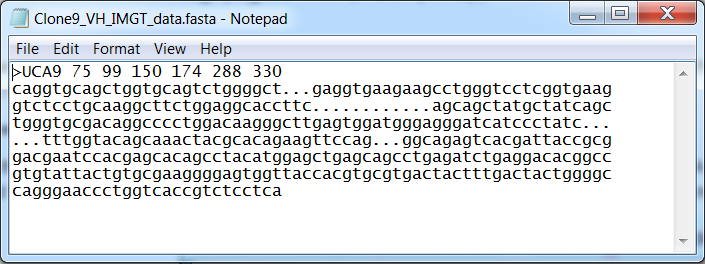 Clone9_VH_IMGT_data.fasta - Notepad
File Edit Format View Help
>UCA9 75 99 150 174 288 330
caggtgcagctggtgcagtctggggct...gaggtgaagaagcctgggtcctcggtgaag
gtctcctgcaaggcttctggaggcaccttc............agcagctatgctatcagc
tgggtgcgacaggcccctggacaagggcttgagtggatgggagggatcatccctatc...
...tttggtacagcaaactacgcacagaagttccag...ggcagagtcacgattaccgcg
gacgaatccacgagcacagcctacatggagctgagcagcctgagatctgaggacacggcc
gtgtattactgtgcgaaggggagtggttaccacgtgcgtgactactttgactactggggc
cagggaaccctggtcaccgtctcctca